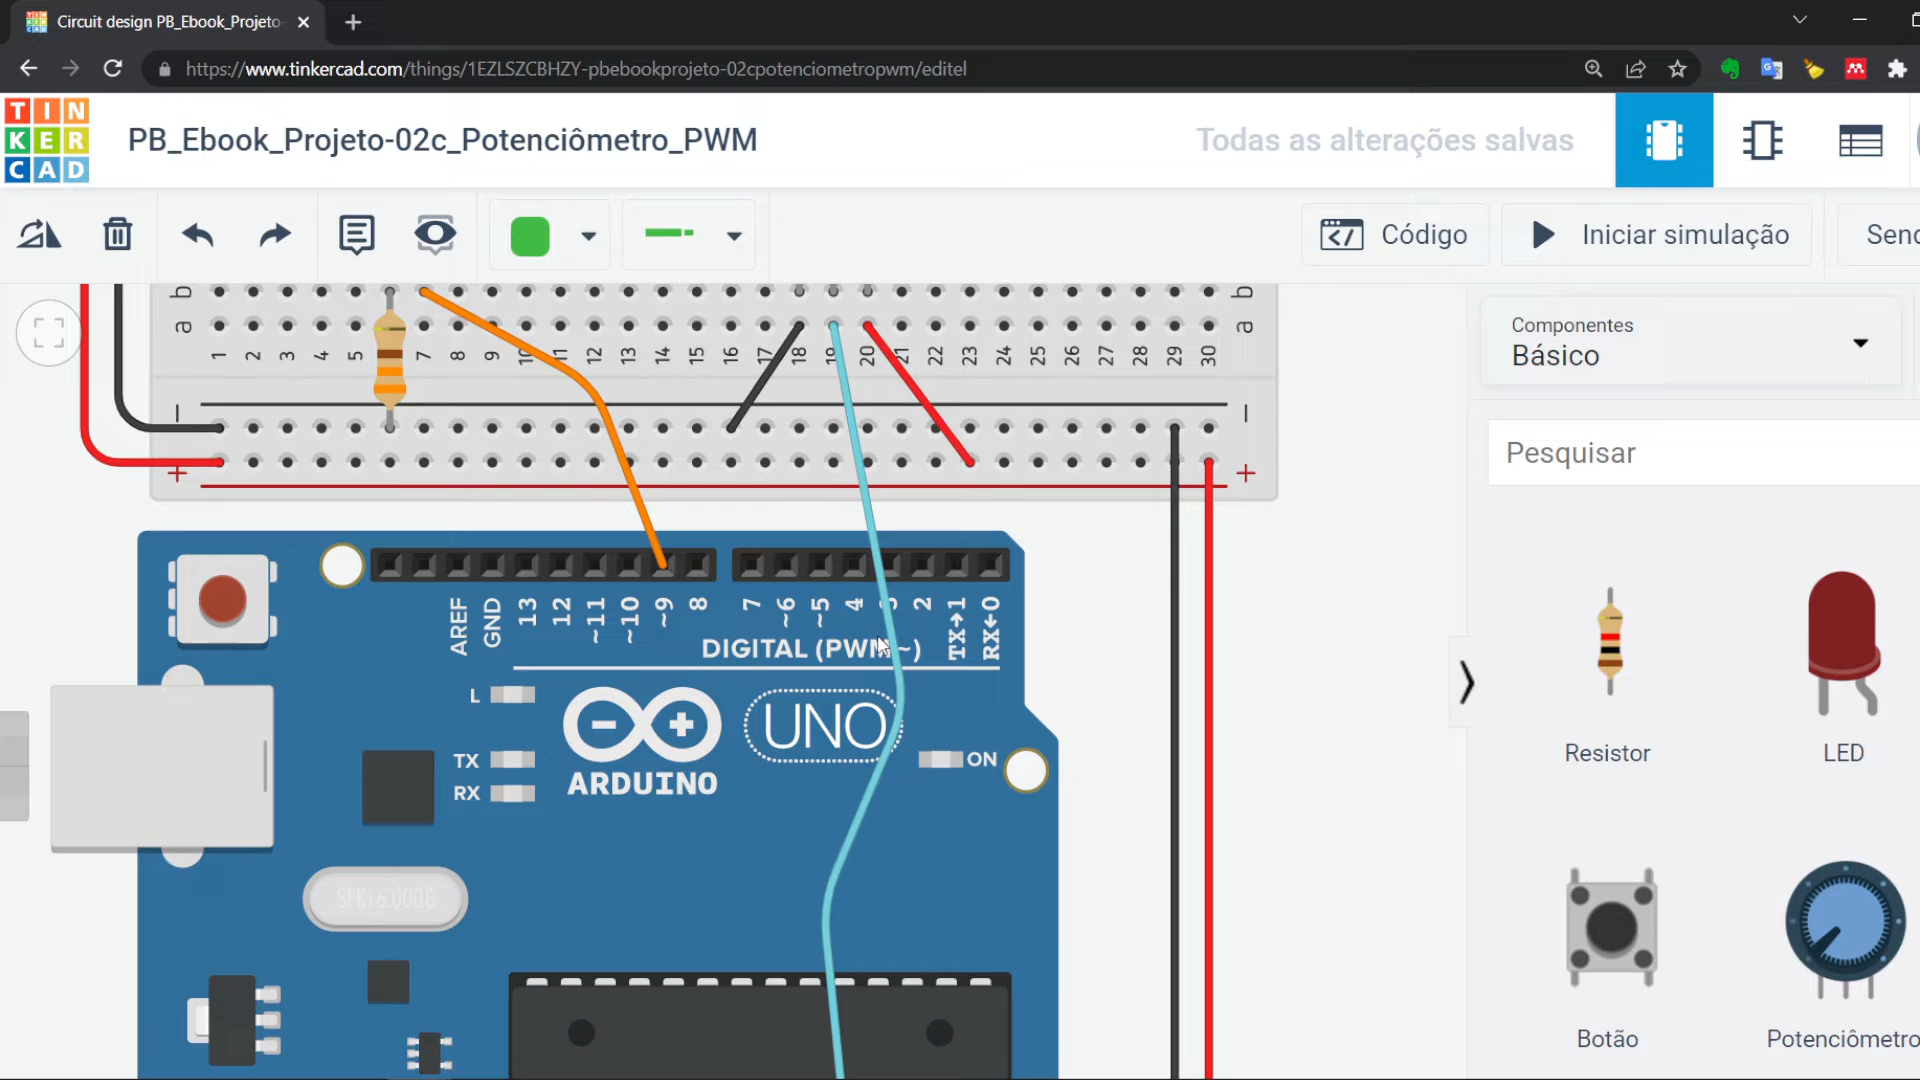 Circuit design PB_Ebook_Projeto-
https://www.tinkercad.com/things/1EZLSZCBHZY-pbebookprojeto-02cpotenciometropwm/editel
TIN
KER
CAD
PB_Ebook_Projeto-02c_Potenciômetro_PWM
Todas as alterações salvas
Código
Iniciar simulação
Send
b b
a a
1 2 3 4 5 7 8 9 10 11 12 13 14 15 16 17 18 19 20 21 22 23 24 25 26 27 28 29 30
Componentes
Básico
Pesquisar
AREF GND 13 12 ~11 ~10 ~9 8 7 ~6 ~5 4 2 TX→1 RX←0
DIGITAL (PWM ~)
L
UNO
TX
RX
ARDUINO
ON
SPK16.000G
Resistor
LED
Botão
Potenciômetro